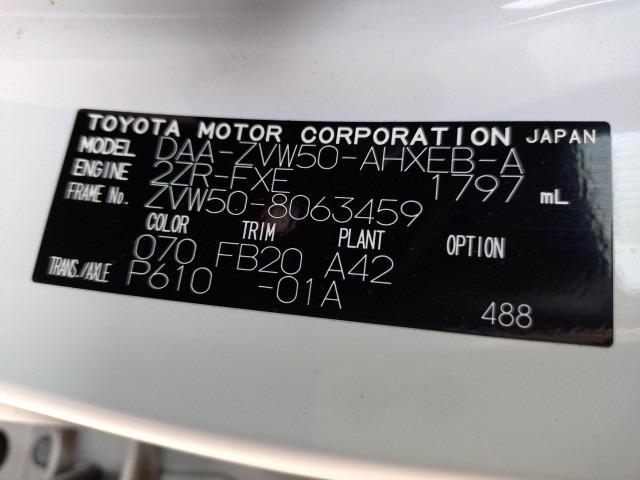 TOYOTA MOTOR CORPORATION JAPAN
MODEL DAA-ZVW50-AHXEB-A
ENGINE 2ZR-FXE 1797 mL
FRAME No. ZVW50-8063459
COLOR TRIM PLANT OPTION
070 FB20 A42
TRANS./AXLE P610 -01A
488